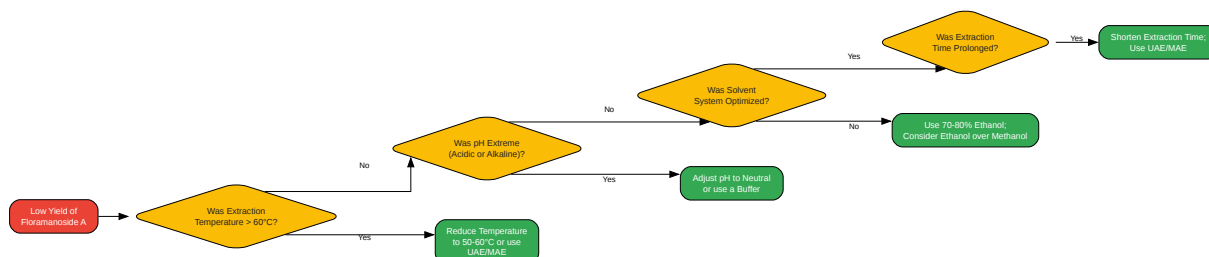 Low Yield of
Floramanoside A
Was Extraction
Temperature > 60°C?
Yes
Reduce Temperature
to 50-60°C or use
UAE/MAE
No
Was pH Extreme
(Acidic or Alkaline)?
Yes
Adjust pH to Neutral
or use a Buffer
No
Was Solvent
System Optimized?
No
Use 70-80% Ethanol;
Consider Ethanol over Methanol
Yes
Was Extraction
Time Prolonged?
Yes
Shorten Extraction Time;
Use UAE/MAE